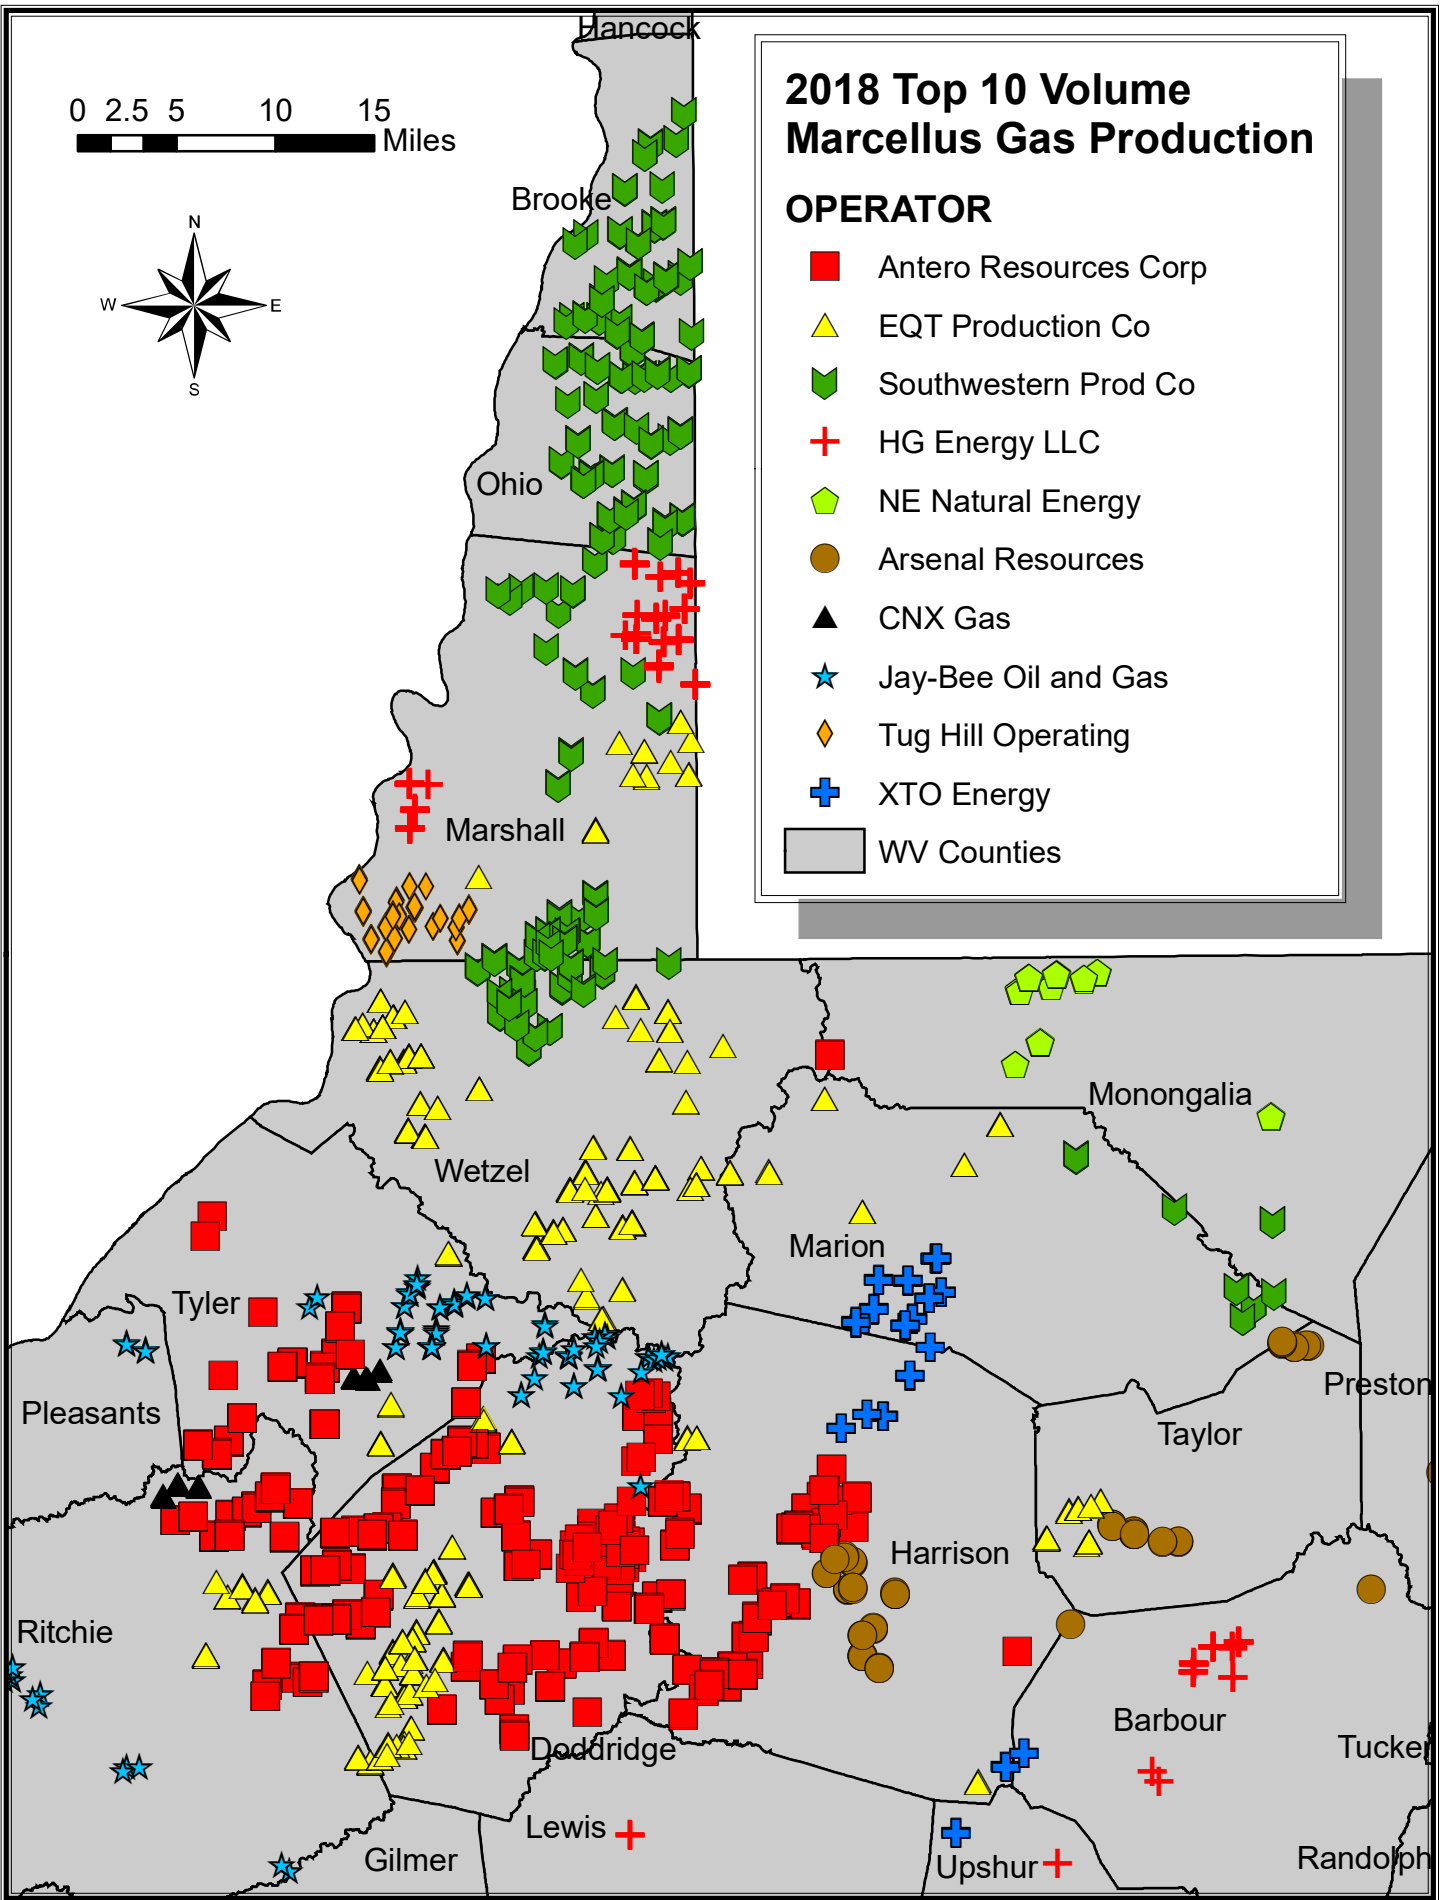 Hancock
0 2.5 5 10 15
Miles
2018 Top 10 Volume
Marcellus Gas Production
OPERATOR
Antero Resources Corp
EQT Production Co
Southwestern Prod Co
HG Energy LLC
NE Natural Energy
Arsenal Resources
CNX Gas
Jay-Bee Oil and Gas
Tug Hill Operating
XTO Energy
WV Counties
N
W E
S
Brooke
Ohio
Marshall
Monongalia
Wetzel
Marion
Tyler
Preston
Pleasants
Taylor
Harrison
Ritchie
Barbour
Doddridge
Tucker
Lewis
Gilmer
Upshur
Randolph